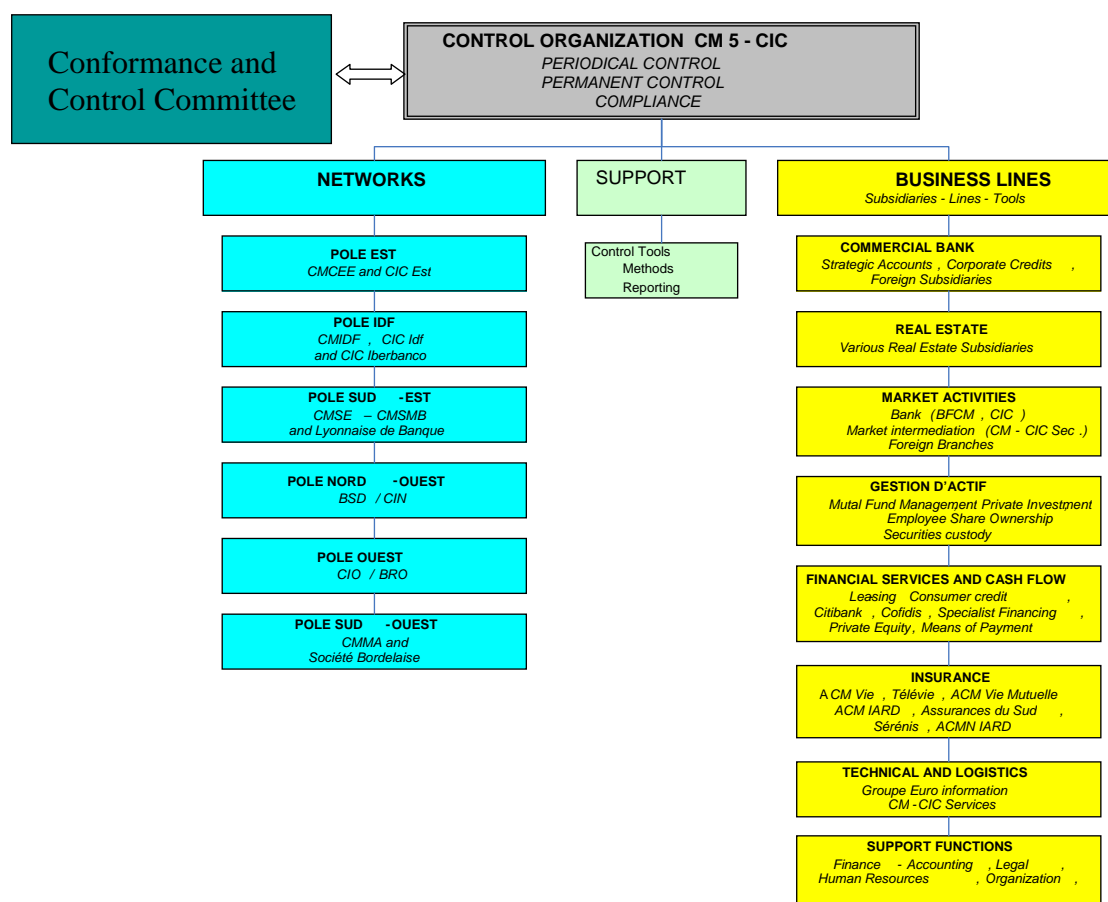 Conformance and
Control Committee
CONTROL ORGANIZATION CM 5 - CIC
PERIODICAL CONTROL
PERMANENT CONTROL
COMPLIANCE
NETWORKS
POLE EST
CMCEE and CIC Est
POLE IDF
CMIDF , CIC Idf
and CIC Iberbanco
POLE SUD -EST
CMSE – CMSMB
and Lyonnaise de Banque
POLE NORD -OUEST
BSD / CIN
POLE OUEST
CIO / BRO
POLE SUD -OUEST
CMMA and
Société Bordelaise
SUPPORT
Control Tools
Methods
Reporting
BUSINESS LINES
Subsidiaries - Lines - Tools
COMMERCIAL BANK
Strategic Accounts , Corporate Credits ,
Foreign Subsidiaries
REAL ESTATE
Various Real Estate Subsidiaries
MARKET ACTIVITIES
Bank (BFCM , CIC )
Market intermediation (CM - CIC Sec .)
Foreign Branches
GESTION D'ACTIF
Mutal Fund Management, Private Investment,
Employee Share Ownership
Securities custody
FINANCIAL SERVICES AND CASH FLOW
Leasing Consumer credit ,
Citibank , Cofidis , Specialist Financing ,
Private Equity, Means of Payment
INSURANCE
ACM Vie , Télévie , ACM Vie Mutuelle
ACM IARD , Assurances du Sud ,
Sérénis , ACMN IARD
TECHNICAL AND LOGISTICS
Groupe Euro information
CM - CIC Services
SUPPORT FUNCTIONS
Finance - Accounting , Legal ,
Human Resources , Organization ,